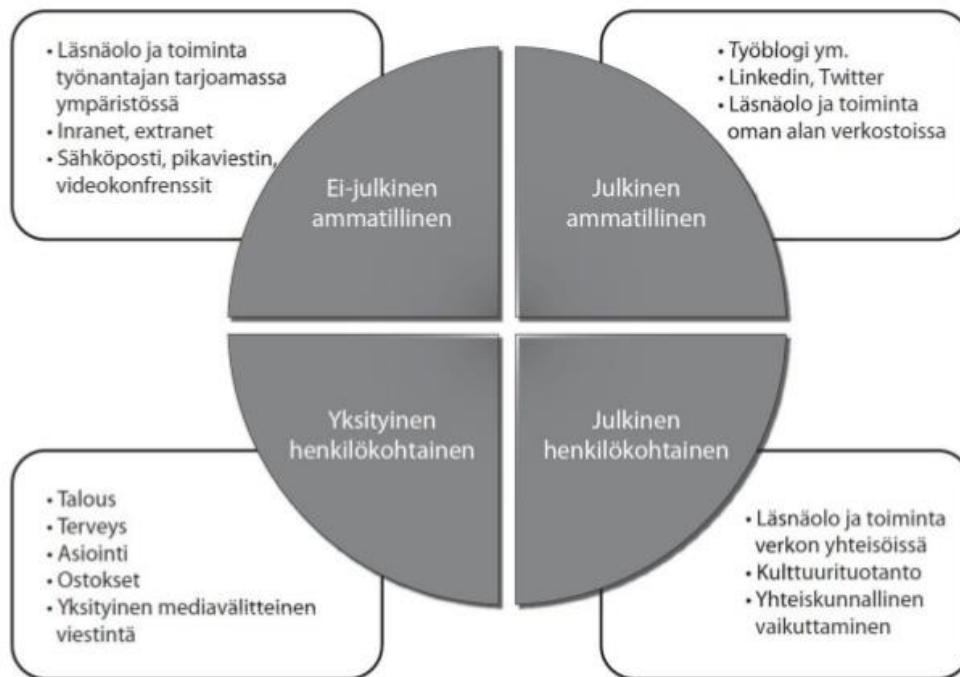 • Läsnäolo ja toiminta
työnantajan tarjoamassa
ympäristössä
• Inranet, extranet
• Sähköposti, pikaviestin,
videokonfrenssit
• Työblogi ym.
• Linkedin, Twitter
• Läsnäolo ja toiminta
oman alan verkostoissa
Ei-julkinen
ammatillinen
Julkinen
ammatillinen
Yksityinen
henkilökohtainen
Julkinen
henkilökohtainen
• Talous
• Terveys
• Asiointi
• Ostokset
• Yksityinen mediavälitteinen
viestintä
• Läsnäolo ja toiminta
verkon yhteisöissä
• Kulttuurituotanto
• Yhteiskunnallinen
vaikuttaminen